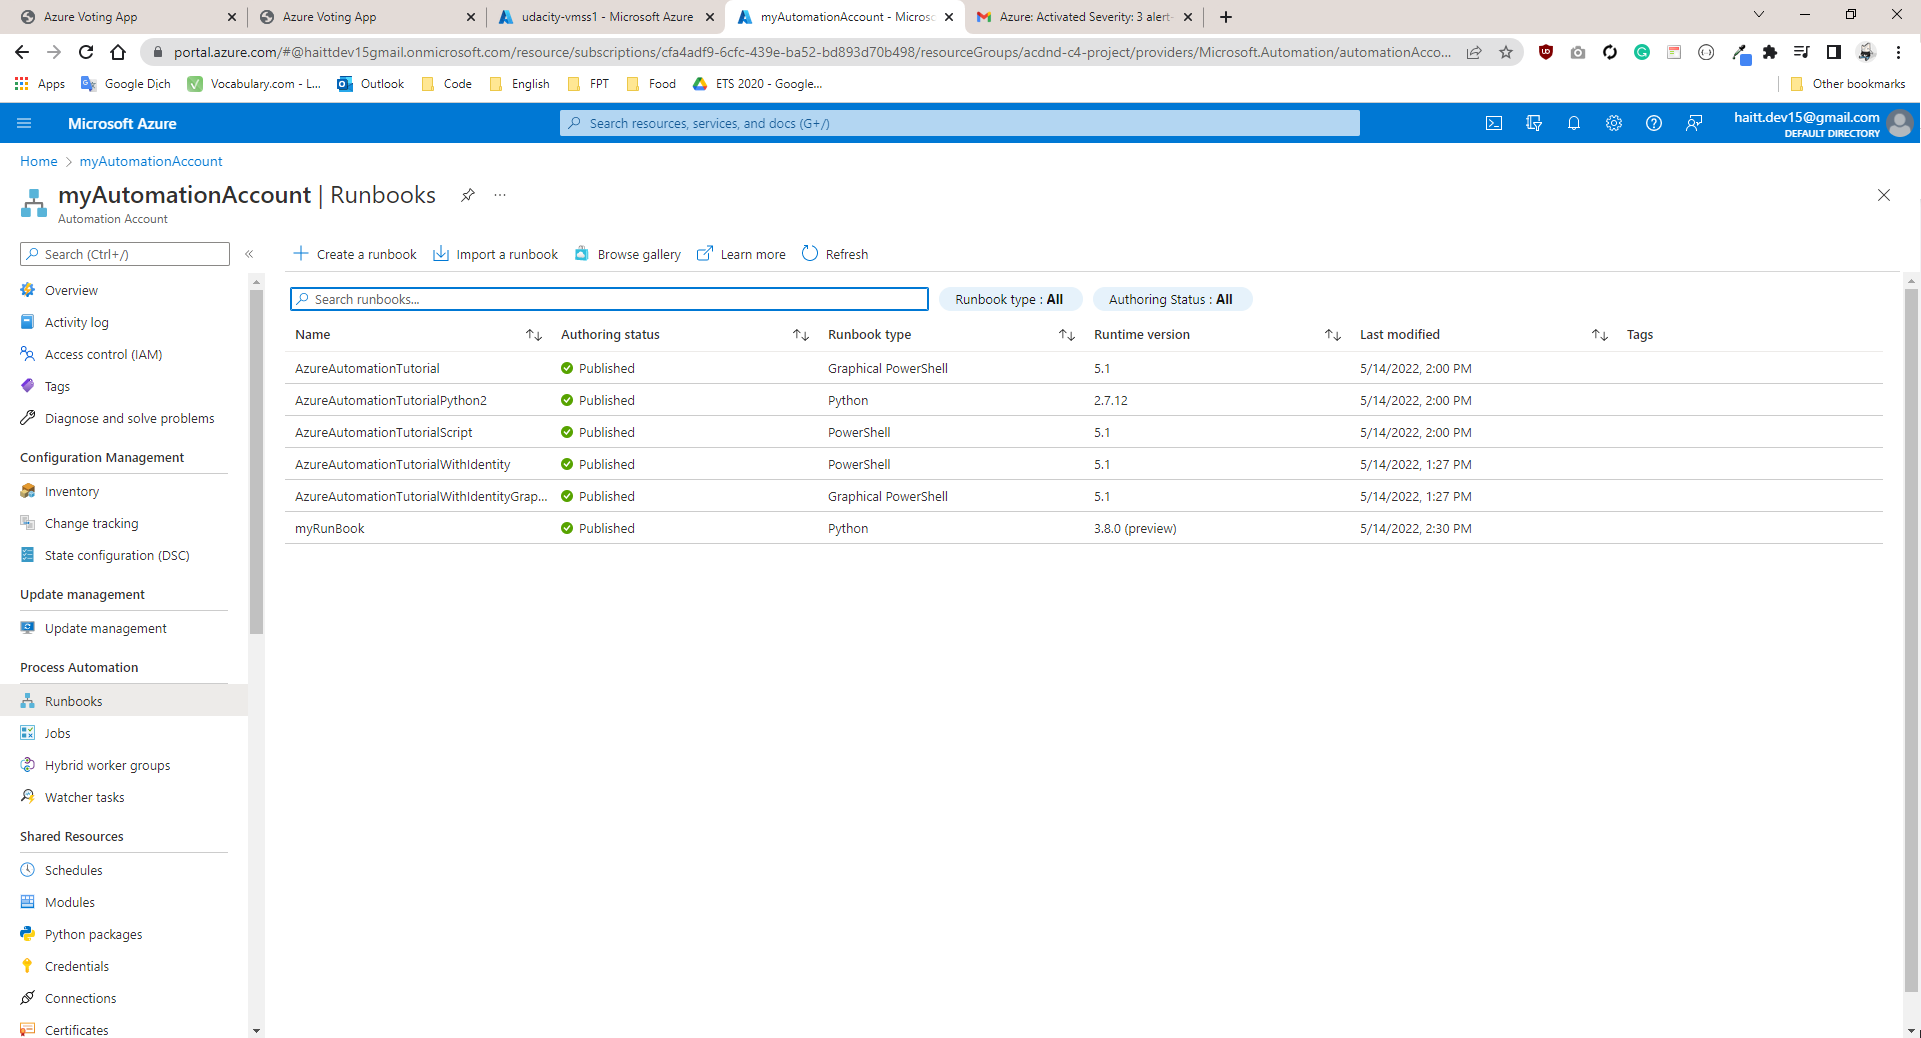 Azure Voting App
Azure Voting App
udacity-vmss1 - Microsoft Azure
myAutomationAccount - Microso
Azure: Activated Severity: 3 alert
portal.azure.com/#@haittdev15gmail.onmicrosoft.com/resource/subscriptions/cfa4adf9-6cfc-439e-ba52-bd893d70b498/resourceGroups/acdnd-c4-project/providers/Microsoft.Automation/automationAcco...
Apps
Google Dịch
Vocabulary.com - L...
Outlook
Code
English
FPT
Food
ETS 2020 - Google...
Other bookmarks
Microsoft Azure
Search resources, services, and docs (G+/)
haitt.dev15@gmail.com
DEFAULT DIRECTORY
Home > myAutomationAccount
myAutomationAccount | Runbooks
Automation Account
Search (Ctrl+/)
Overview
Activity log
Access control (IAM)
Tags
Diagnose and solve problems
Configuration Management
Inventory
Change tracking
State configuration (DSC)
Update management
Update management
Process Automation
Runbooks
Jobs
Hybrid worker groups
Watcher tasks
Shared Resources
Schedules
Modules
Python packages
Credentials
Connections
Certificates
Create a runbook
Import a runbook
Browse gallery
Learn more
Refresh
Search runbooks...
Runbook type : All
Authoring Status : All
Name Authoring status Runbook type Runtime version Last modified Tags
AzureAutomationTutorial Published Graphical PowerShell 5.1 5/14/2022, 2:00 PM
AzureAutomationTutorialPython2 Published Python 2.7.12 5/14/2022, 2:00 PM
AzureAutomationTutorialScript Published PowerShell 5.1 5/14/2022, 2:00 PM
AzureAutomationTutorialWithIdentity Published PowerShell 5.1 5/14/2022, 1:27 PM
AzureAutomationTutorialWithIdentityGrap... Published Graphical PowerShell 5.1 5/14/2022, 1:27 PM
myRunBook Published Python 3.8.0 (preview) 5/14/2022, 2:30 PM